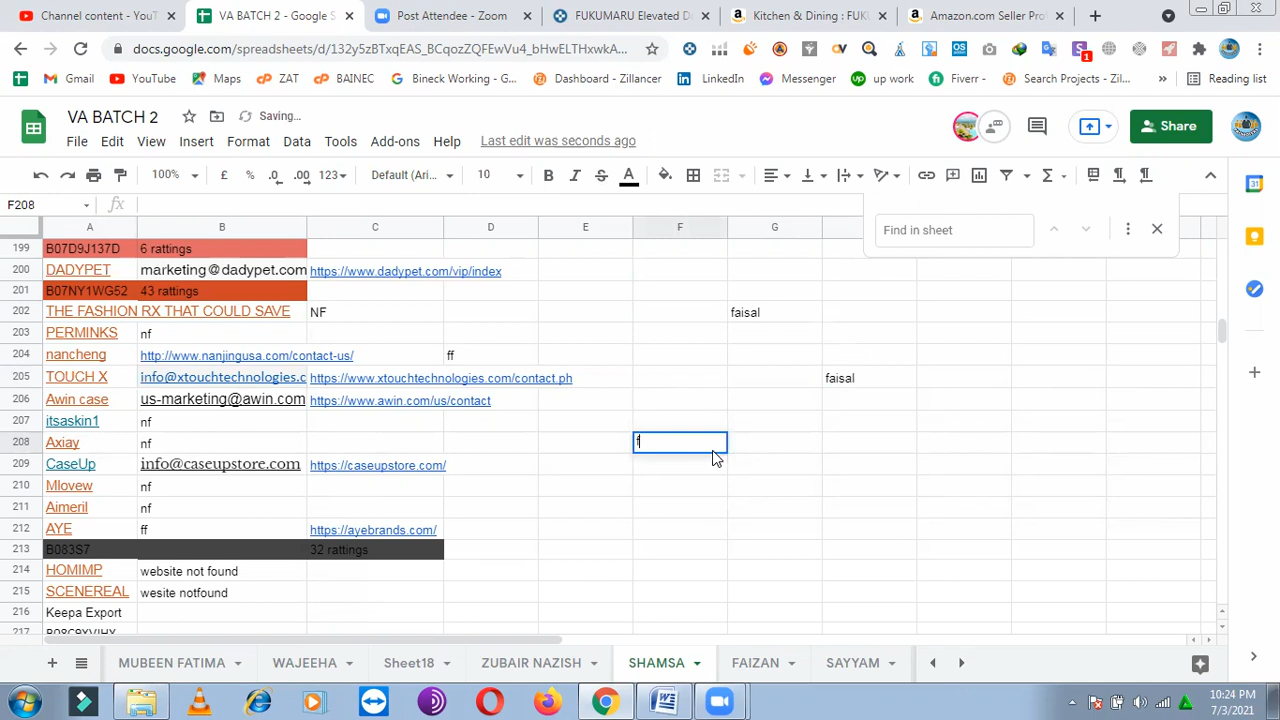 Channel content - YouT
VA BATCH 2 - Google S
Post Attendee - Zoom
FUKUMARU Elevated D
Kitchen & Dining : FUK
Amazon.com Seller Pro
docs.google.com/spreadsheets/d/132y5zBTxqEAS_BCqozZQFEwVu4_bHwELTHxwkA...
Gmail
YouTube
Maps
ZAT
BAINEC
Bineck Working - G...
Dashboard - Zillancer
LinkedIn
Messenger
up work
Fiverr -
Search Projects - Zil...
Reading list
VA BATCH 2
Saving...
File Edit View Insert Format Data Tools Add-ons Help Last edit was seconds ago
Share
100% £ % .0 .00 123 Default (Ari... 10 B I S A
F208 fx
Find in sheet
A B C D E F G
199 B07D9J137D 6 rattings
200 DADYPET marketing@dadypet.com https://www.dadypet.com/vip/index
201 B07NY1WG52 43 rattings
202 THE FASHION RX THAT COULD SAVE NF faisal
203 PERMINKS nf
204 nancheng http://www.nanjingusa.com/contact-us/ ff
205 TOUCH X info@xtouchtechnologies.c https://www.xtouchtechnologies.com/contact.ph faisal
206 Awin case us-marketing@awin.com https://www.awin.com/us/contact
207 itsaskin1 nf
208 Axiay nf f
209 CaseUp info@caseupstore.com https://caseupstore.com/
210 Mlovew nf
211 Aimeril nf
212 AYE ff https://ayebrands.com/
213 B083S7 32 rattings
214 HOMIMP website not found
215 SCENEREAL wesite notfound
216 Keepa Export
217
MUBEEN FATIMA WAJEEHA Sheet18 ZUBAIR NAZISH SHAMSA FAIZAN SAYYAM
10:24 PM
7/3/2021